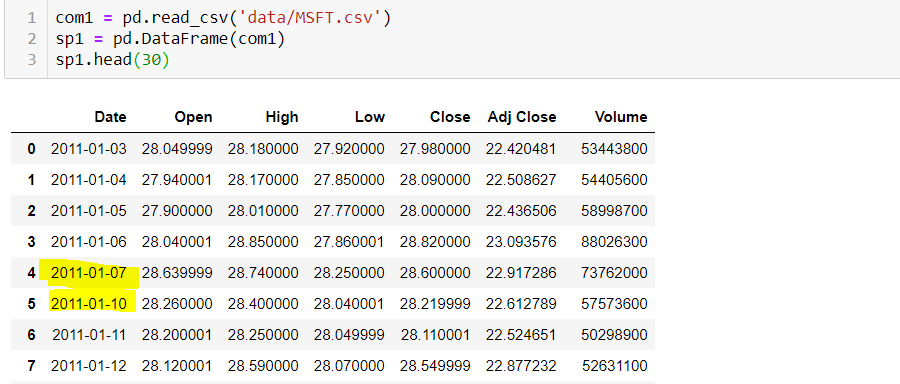 1 com1 = pd.read_csv('data/MSFT.csv')
2 sp1 = pd.DataFrame(com1)
3 sp1.head(30)
Date Open High Low Close Adj Close Volume
0 2011-01-03 28.049999 28.180000 27.920000 27.980000 22.420481 53443800
1 2011-01-04 27.940001 28.170000 27.850000 28.090000 22.508627 54405600
2 2011-01-05 27.900000 28.010000 27.770000 28.000000 22.436506 58998700
3 2011-01-06 28.040001 28.850000 27.860001 28.820000 23.093576 88026300
4 2011-01-07 28.639999 28.740000 28.250000 28.600000 22.917286 73762000
5 2011-01-10 28.260000 28.400000 28.040001 28.219999 22.612789 57573600
6 2011-01-11 28.200001 28.250000 28.049999 28.110001 22.524651 50298900
7 2011-01-12 28.120001 28.590000 28.070000 28.549999 22.877232 52631100